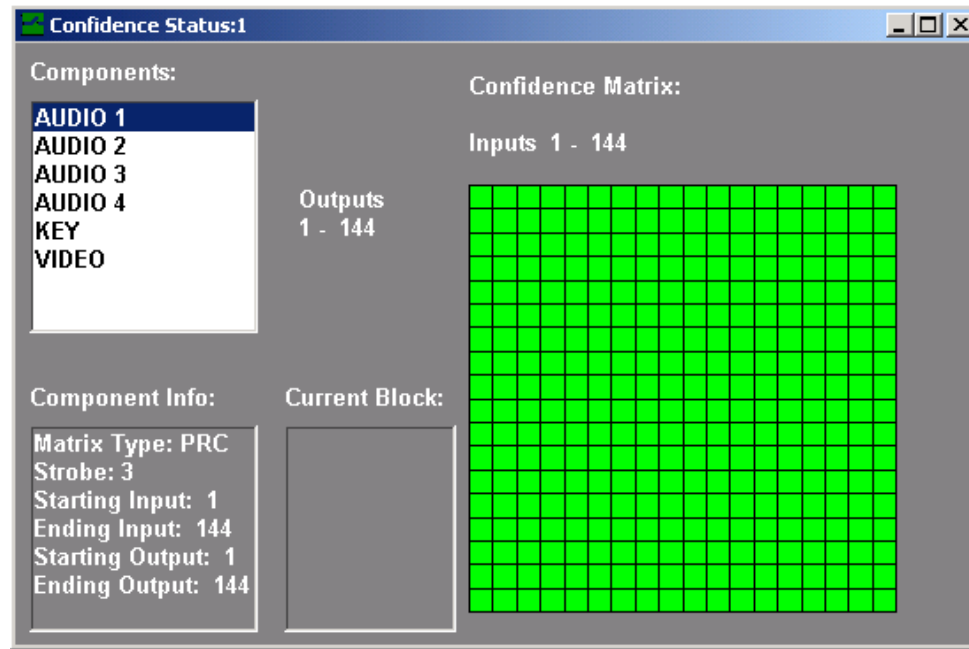 Confidence Status:1
Components:
AUDIO 1
AUDIO 2
AUDIO 3
AUDIO 4
KEY
VIDEO
Confidence Matrix:
Inputs 1 - 144
Outputs
1 - 144
Component Info:
Matrix Type: PRC
Strobe: 3
Starting Input: 1
Ending Input: 144
Starting Output: 1
Ending Output: 144
Current Block: